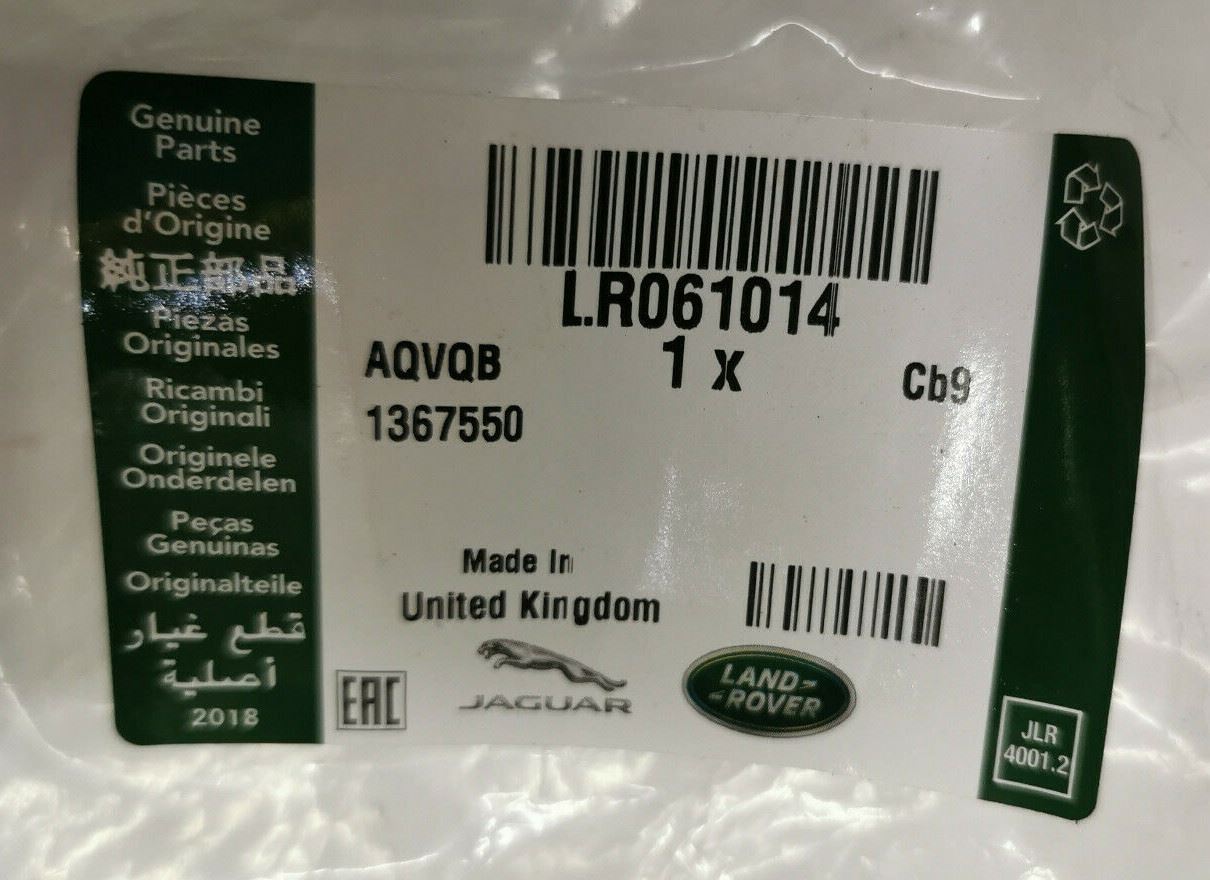 Genuine
Parts
Pièces
d'Origine
純正部品
Piezas
Originales
Ricambi
Originali
Originele
Onderdelen
Peças
Genuinas
Originalteile
قطع غيار
أصلية
2018
LR061014
AQVQB
1 x
Cb9
1367550
Made In
United Kingdom
EAC
JAGUAR
LAND-
-ROVER
JLR
4001.2